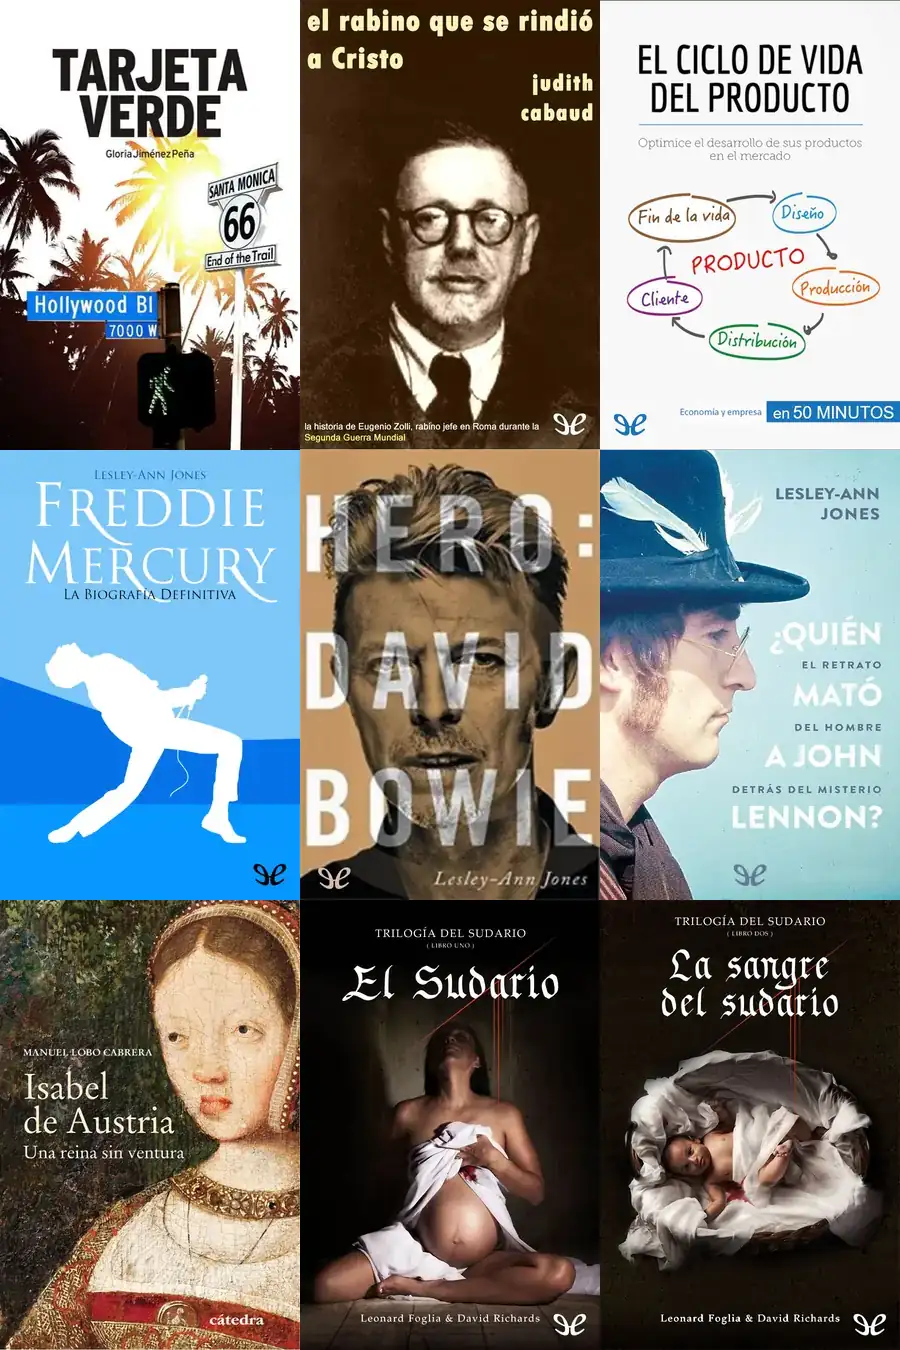 TARJETA
VERDE
Gloria Jiménez Peña
SANTA MONICA
66
End of the Trail
Hollywood Bl
7000 W
el rabino que se rindió
a Cristo
judith
cabaud
la historia de Eugenio Zolli, rabino jefe en Roma durante la
Segunda Guerra Mundial
EL CICLO DE VIDA
DEL PRODUCTO
Optimice el desarrollo de sus productos
en el mercado
Fin de la vida
Diseño
PRODUCTO
Producción
Cliente
Distribución
Economía y empresa
en 50 MINUTOS
LESLEY-ANN JONES
FREDDIE
MERCURY
LA BIOGRAFÍA DEFINITIVA
HERO:
DAVID
BOWIE
Lesley-Ann Jones
LESLEY-ANN
JONES
¿QUIÉN
EL RETRATO
MATÓ
DEL HOMBRE
A JOHN
DETRÁS DEL MISTERIO
LENNON?
MANUEL LOBO CABRERA
Isabel
de Austria
Una reina sin ventura
cátedra
TRILOGÍA DEL SUDARIO
( LIBRO UNO )
El Sudario
Leonard Foglia & David Richards
TRILOGÍA DEL SUDARIO
( LIBRO DOS )
La sangre
del sudario
Leonard Foglia & David Richards